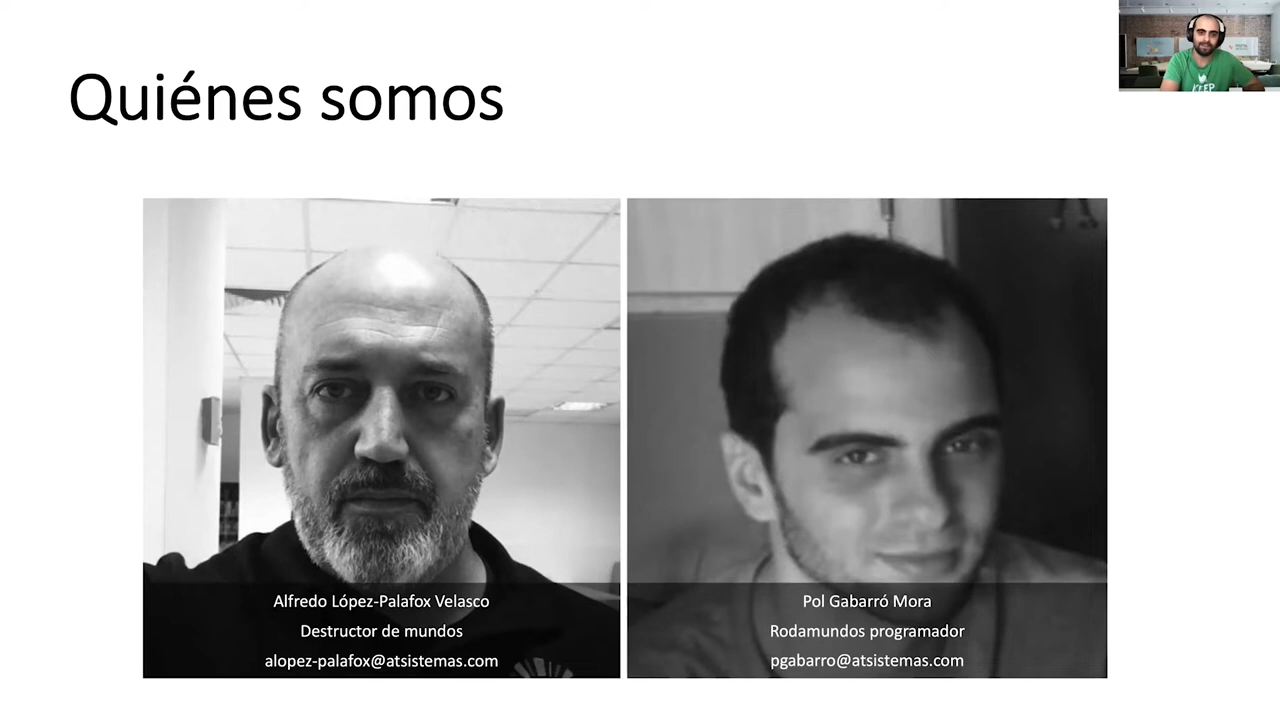 Quiénes somos
KEEP
Alfredo López-Palafox Velasco
Destructor de mundos
alopez-palafox@atsistemas.com
Pol Gabarró Mora
Rodamundos programador
pgabarro@atsistemas.com